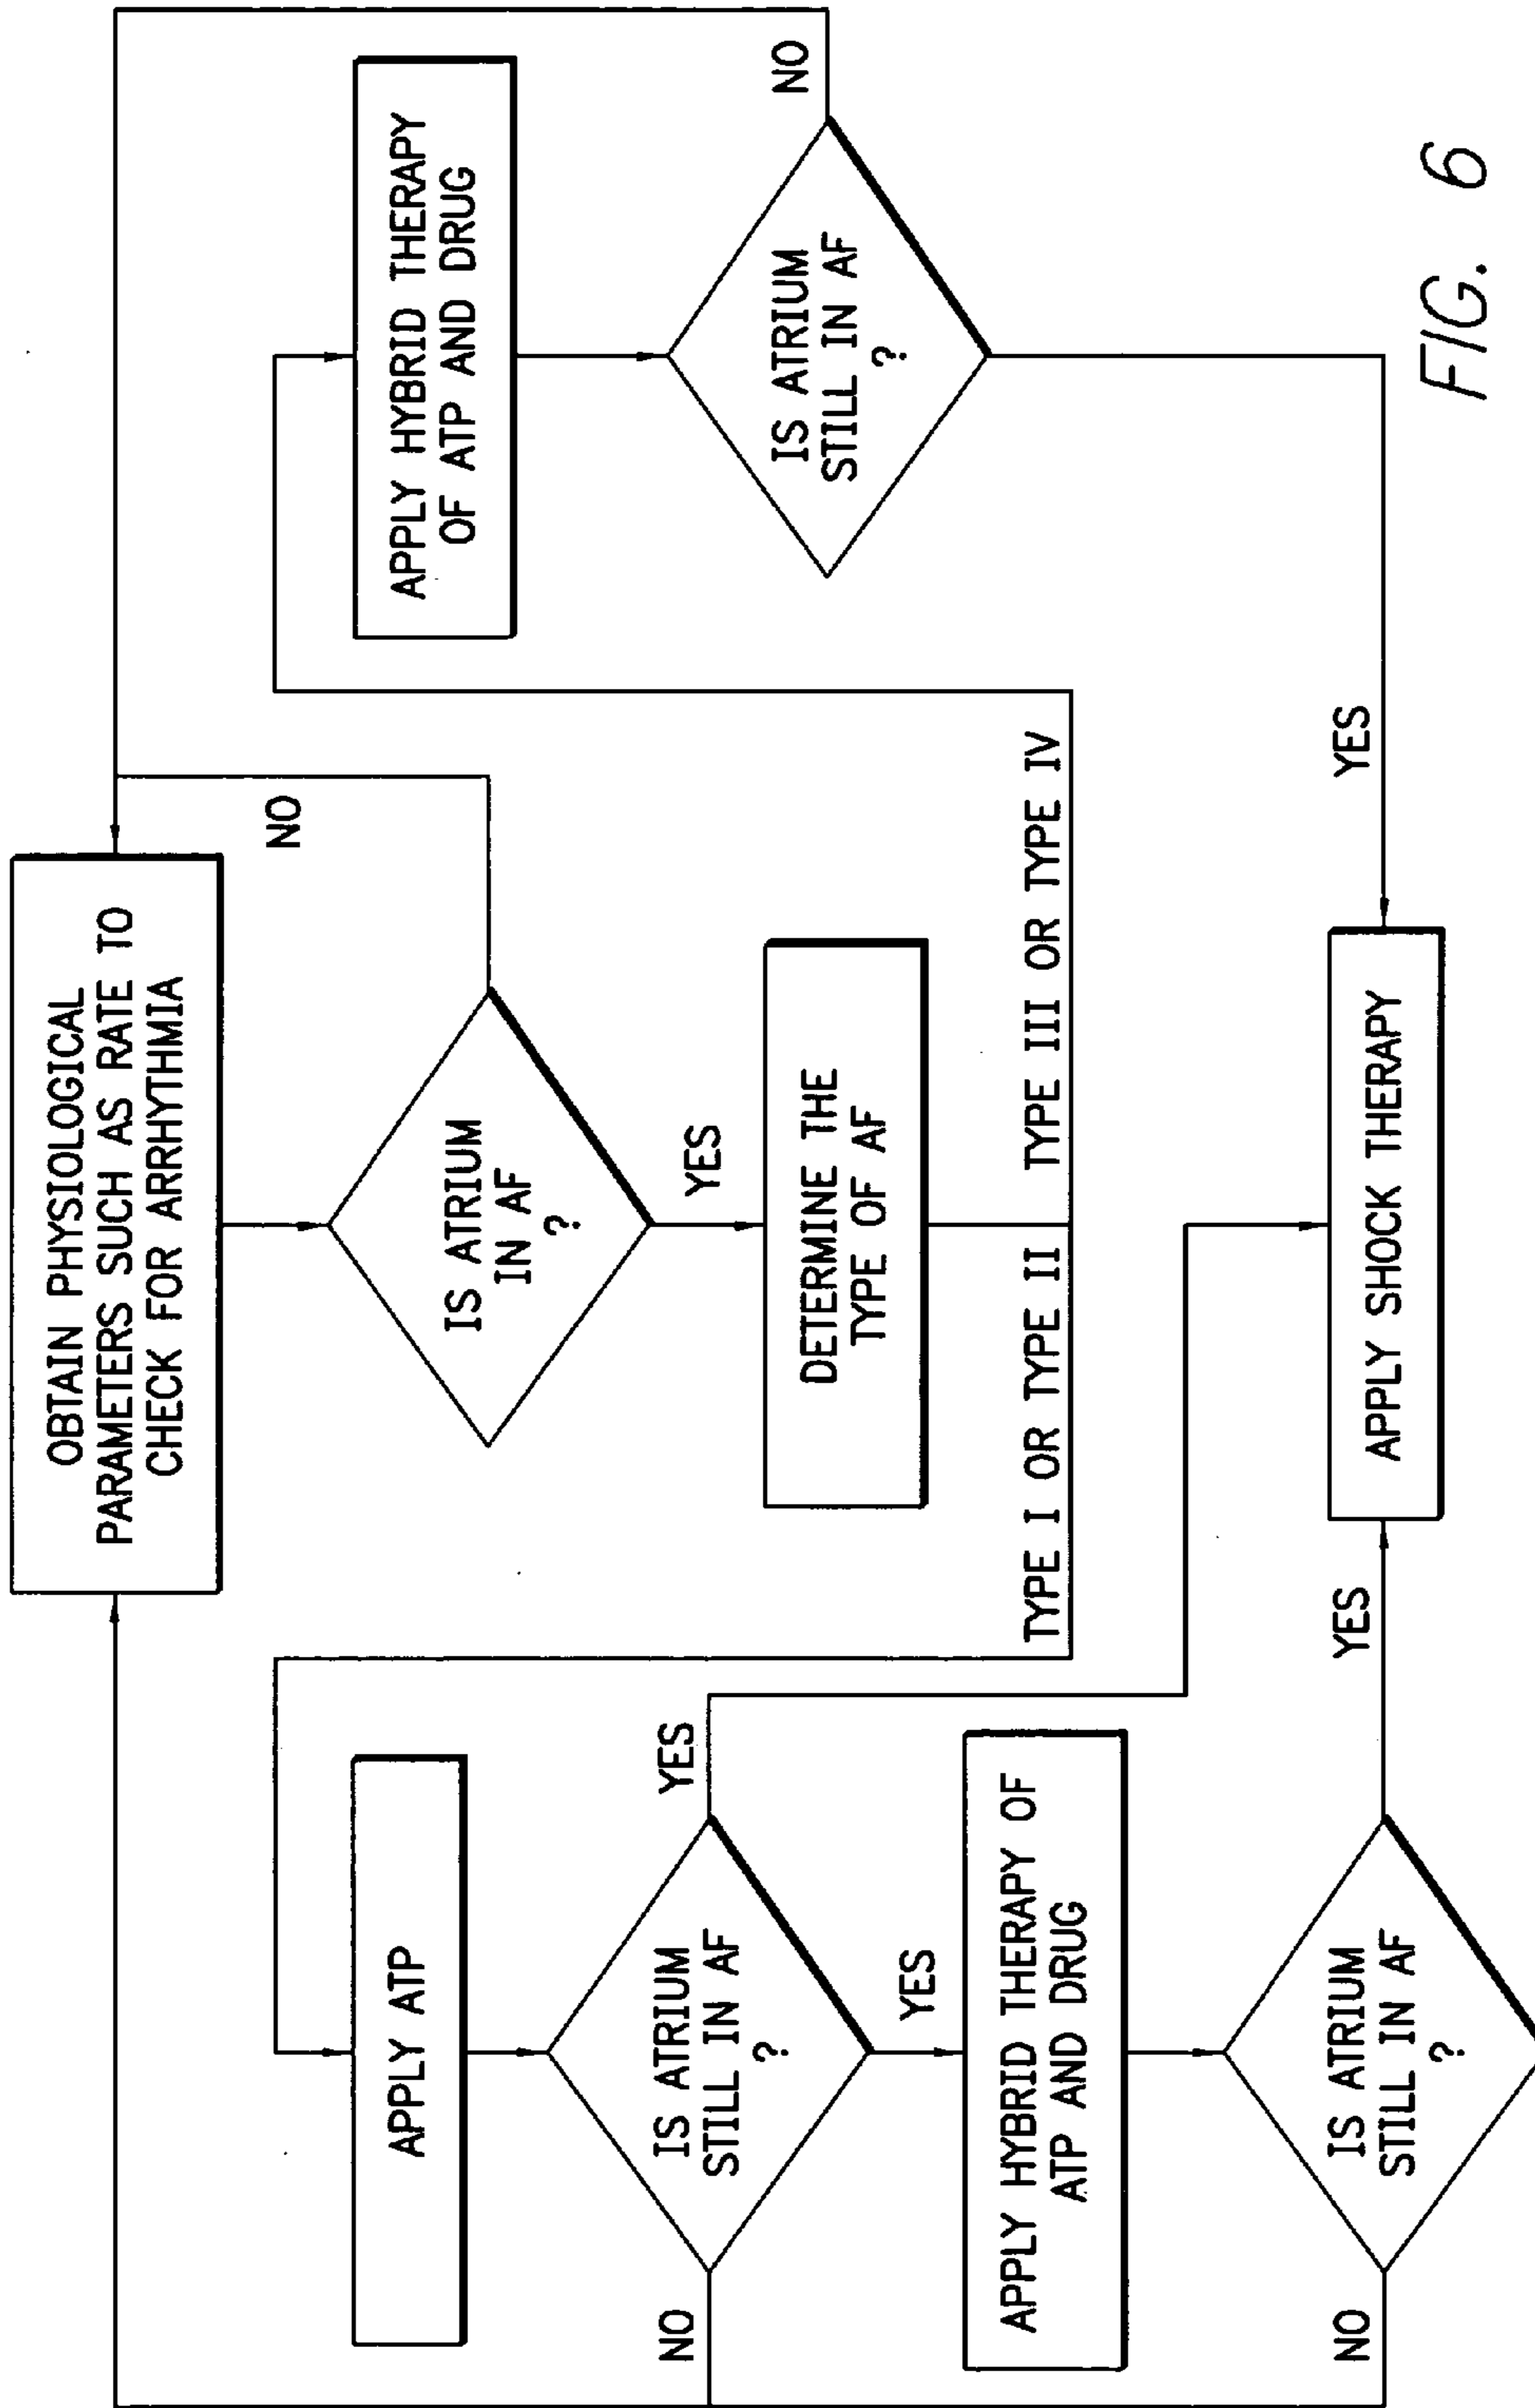 OBTAIN PHYSIOLOGICAL
PARAMETERS SUCH AS RATE TO
CHECK FOR ARRHYTHMIA
NO
IS ATRIUM
IN AF
?
YES
DETERMINE THE
TYPE OF AF
TYPE I OR TYPE II
TYPE III OR TYPE IV
APPLY ATP
IS ATRIUM
STILL IN AF
?
NO
YES
YES
APPLY HYBRID THERAPY OF
ATP AND DRUG
IS ATRIUM
STILL IN AF
?
NO
YES
APPLY SHOCK THERAPY
APPLY HYBRID THERAPY
OF ATP AND DRUG
IS ATRIUM
STILL IN AF
?
NO
YES
FIG. 6